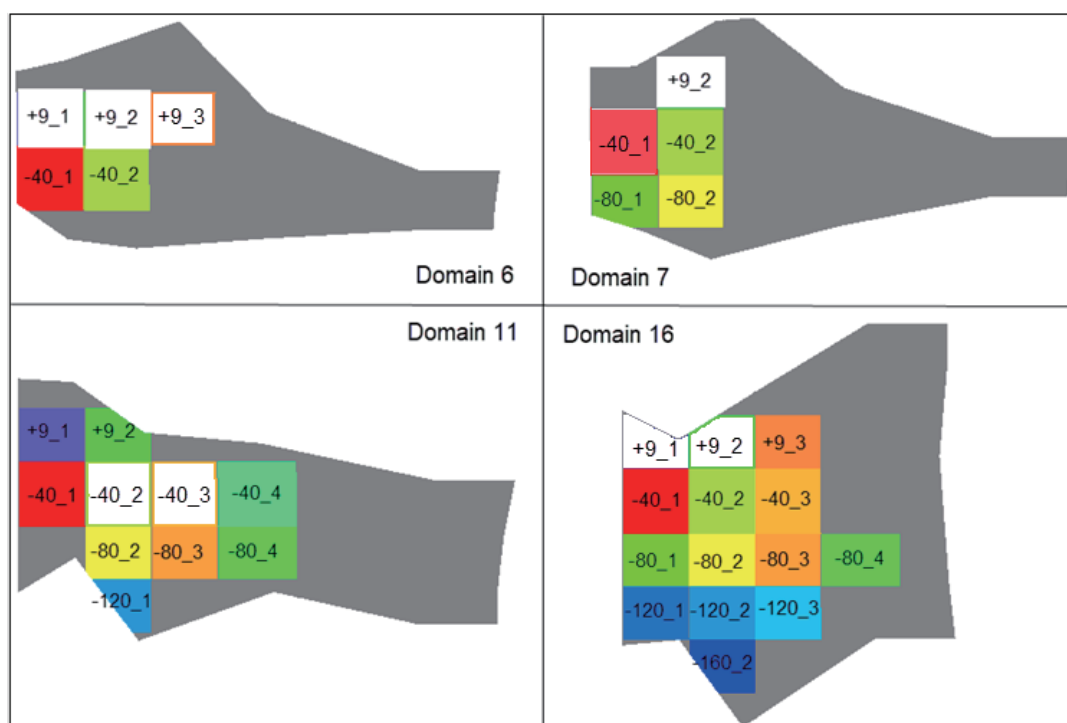 +9_1 +9_2 +9_3
-40_1 -40_2
Domain 6
+9_2
-40_1 -40_2
-80_1 -80_2
Domain 7
Domain 11
+9_1 +9_2
-40_1 -40_2 -40_3 -40_4
-80_2 -80_3 -80_4
-120_1
Domain 16
+9_1 +9_2 +9_3
-40_1 -40_2 -40_3
-80_1 -80_2 -80_3 -80_4
-120_1 -120_2 -120_3
-160_2